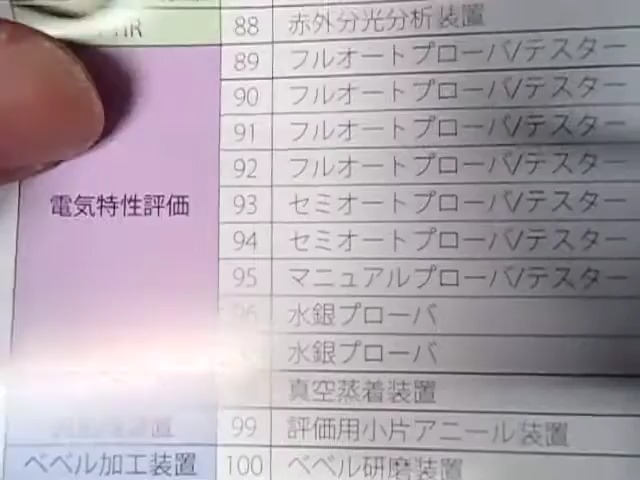 88 赤外分光分析装置
89 フルオートプローバ/テスター
90 フルオートプローバ/テスター
91 フルオートプローバ/テスター
92 フルオートプローバ/テスター
電気特性評価 93 セミオートプローバ/テスター
94 セミオートプローバ/テスター
95 マニュアルプローバ/テスター
96 水銀プローバ
水銀プローバ
真空蒸着装置
99 評価用小片アニール装置
ベベル加工装置 100 ベベル研磨装置